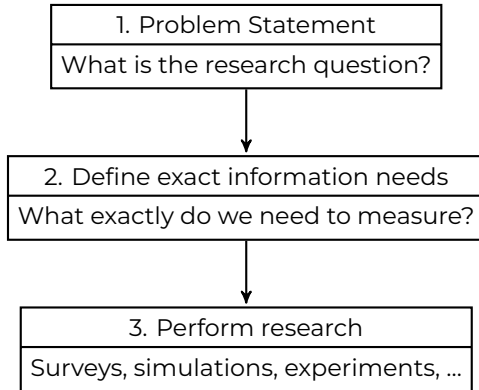 1. Problem Statement
What is the research question?
2. Define exact information needs
What exactly do we need to measure?
3. Perform research
Surveys, simulations, experiments, ...